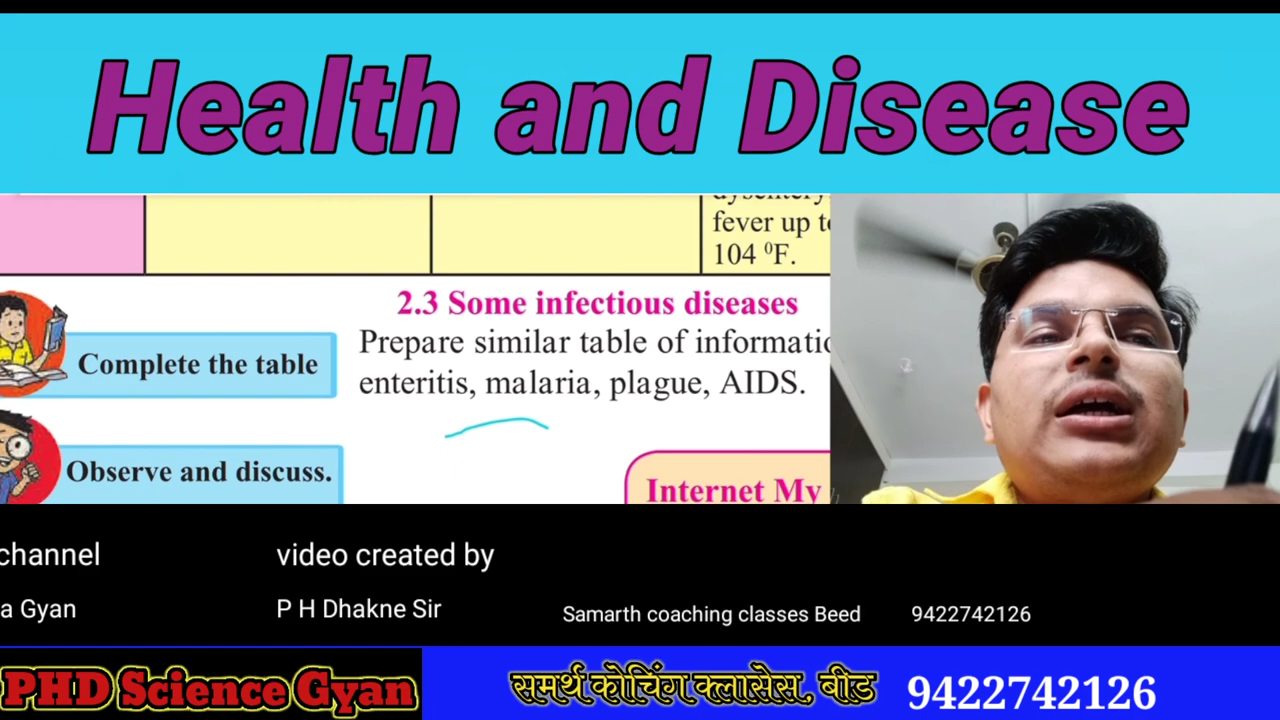 Health and Disease
fever up
104 ⁰F.
2.3 Some infectious diseases
Complete the table
Prepare similar table of
enteritis, malaria, plague, AIDS.
Observe and discuss.
Internet My
channel
video created by
a Gyan
P H Dhakne Sir
Samarth coaching classes Beed 9422742126
PHD Science Gyan
समर्थ कोचिंग क्लासेस, बीड 9422742126